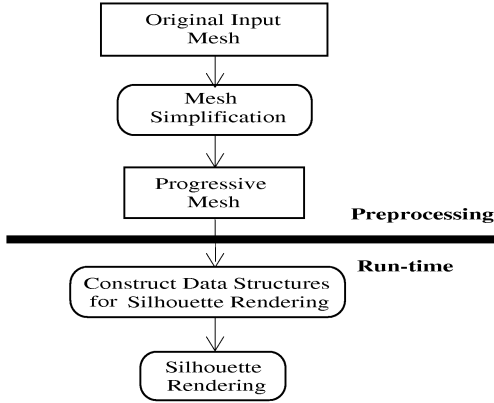 Original Input
Mesh
Mesh
Simplification
Progressive
Mesh
Preprocessing
Run-time
Construct Data Structures
for Silhouette Rendering
Silhouette
Rendering